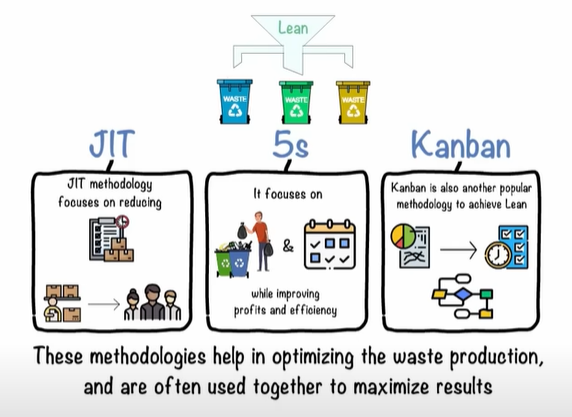 Lean
WASTE
WASTE
WASTE
JIT
5s
Kanban
JIT methodology
focuses on reducing
It focuses on
&
while improving
profits and efficiency
Kanban is also another popular
methodology to achieve Lean
These methodologies help in optimizing the waste production,
and are often used together to maximize results